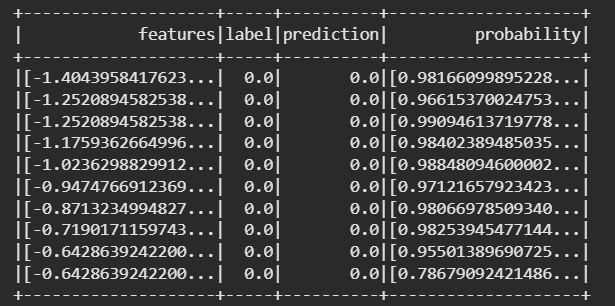 +--------------------+-----+----------+--------------------+
|            features|label|prediction|         probability|
+--------------------+-----+----------+--------------------+
|[-1.4043958417623...|  0.0|       0.0|[0.98166099895228...|
|[-1.2520894582538...|  0.0|       0.0|[0.96615370024753...|
|[-1.2520894582538...|  0.0|       0.0|[0.99094613719778...|
|[-1.1759362664996...|  0.0|       0.0|[0.98402389485035...|
|[-1.0236298829912...|  0.0|       0.0|[0.98848094600002...|
|[-0.9474766912369...|  0.0|       0.0|[0.97121657923423...|
|[-0.8713234994827...|  0.0|       0.0|[0.98066978509340...|
|[-0.7190171159743...|  0.0|       0.0|[0.98253945477144...|
|[-0.6428639242200...|  0.0|       0.0|[0.95501389690725...|
|[-0.6428639242200...|  0.0|       0.0|[0.78679092421486...|
+--------------------+-----+----------+--------------------+